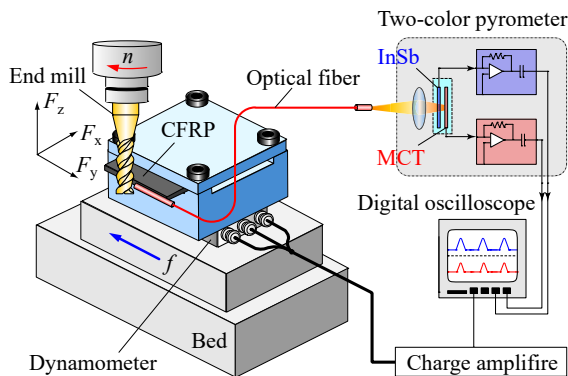 Two-color pyrometer
n
InSb
End mill
Optical fiber
F_z
CFRP
F_x
F_y
MCT
Digital oscilloscope
f
Bed
Dynamometer
Charge amplifire